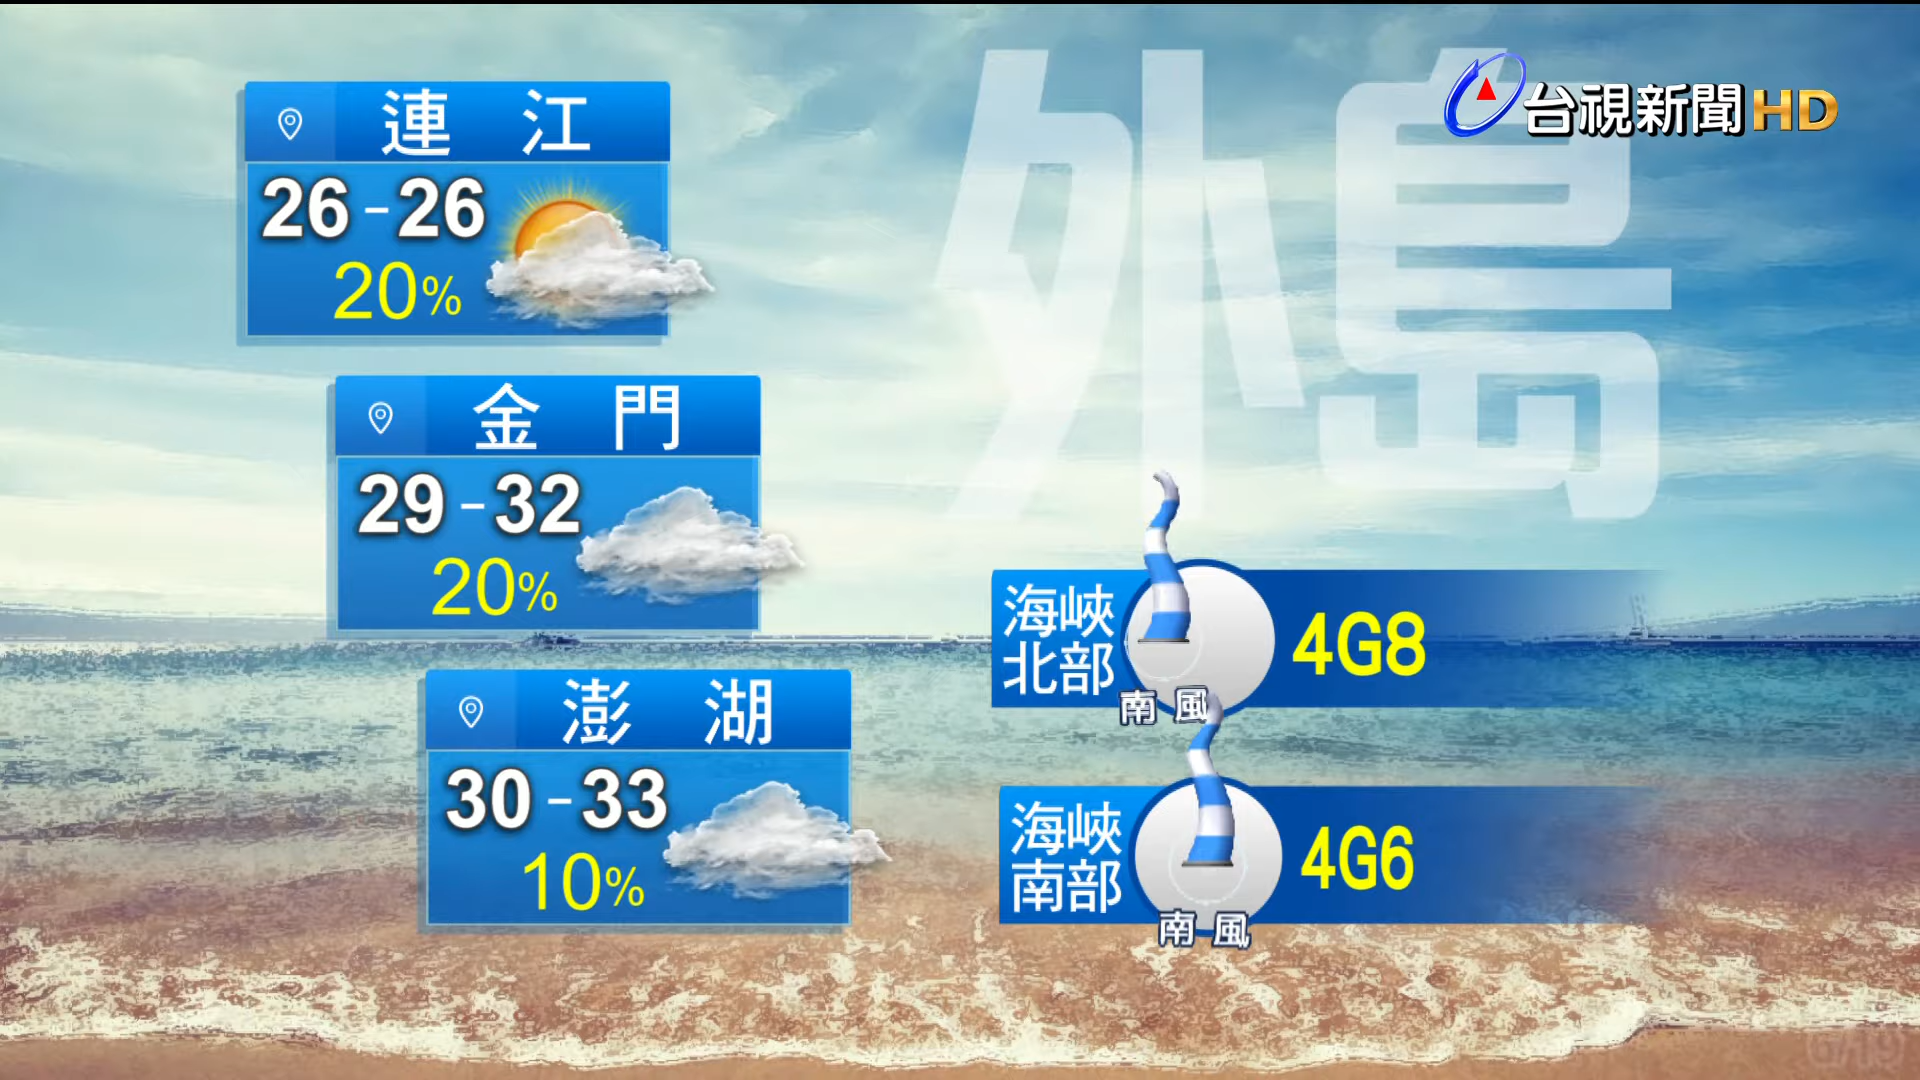 外島
台視新聞HD
連江
26-26
20%
金門
29-32
20%
澎湖
30-33
10%
海峽
北部
南風
4G8
海峽
南部
南風
4G6